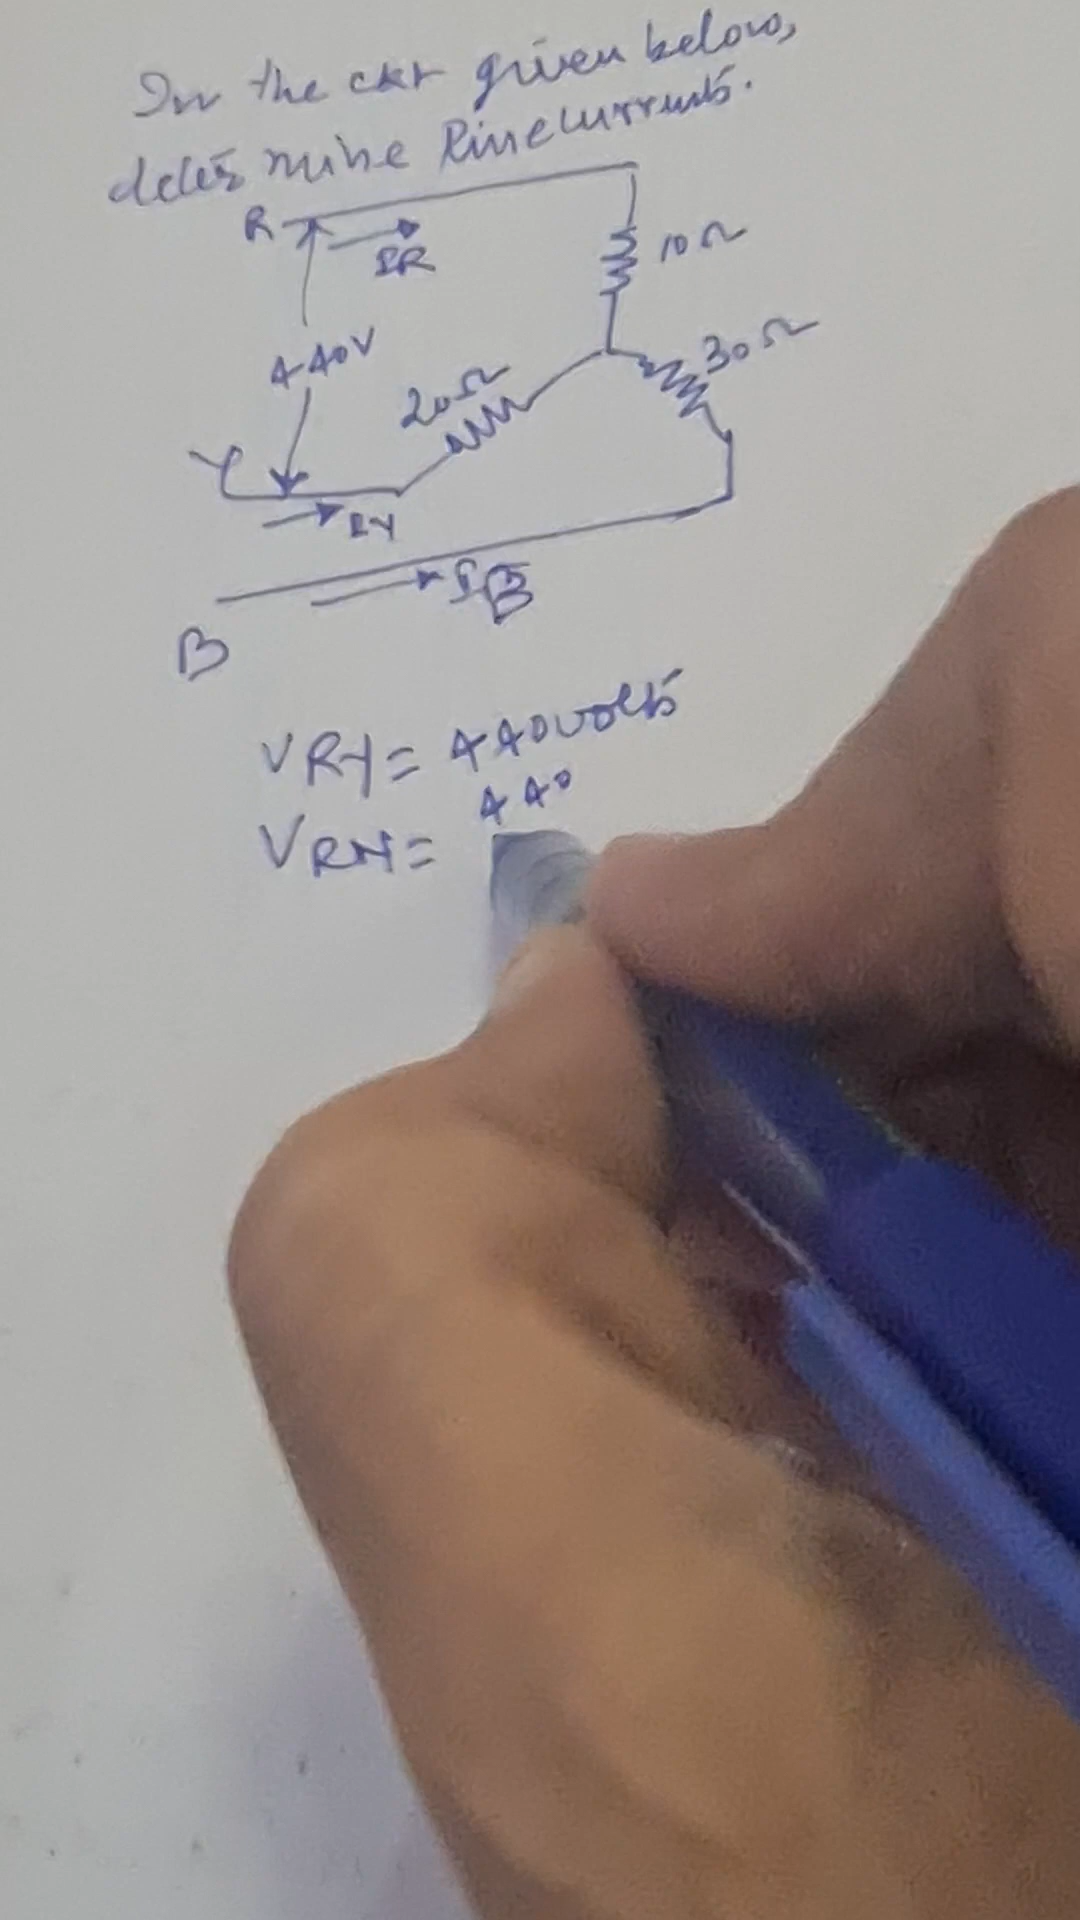 In the ckt given below,
determine line currents.
R
IR
10Ω
440V
20Ω
30Ω
Y
IY
IB
B
VRY = 440 volts
VRN = 440